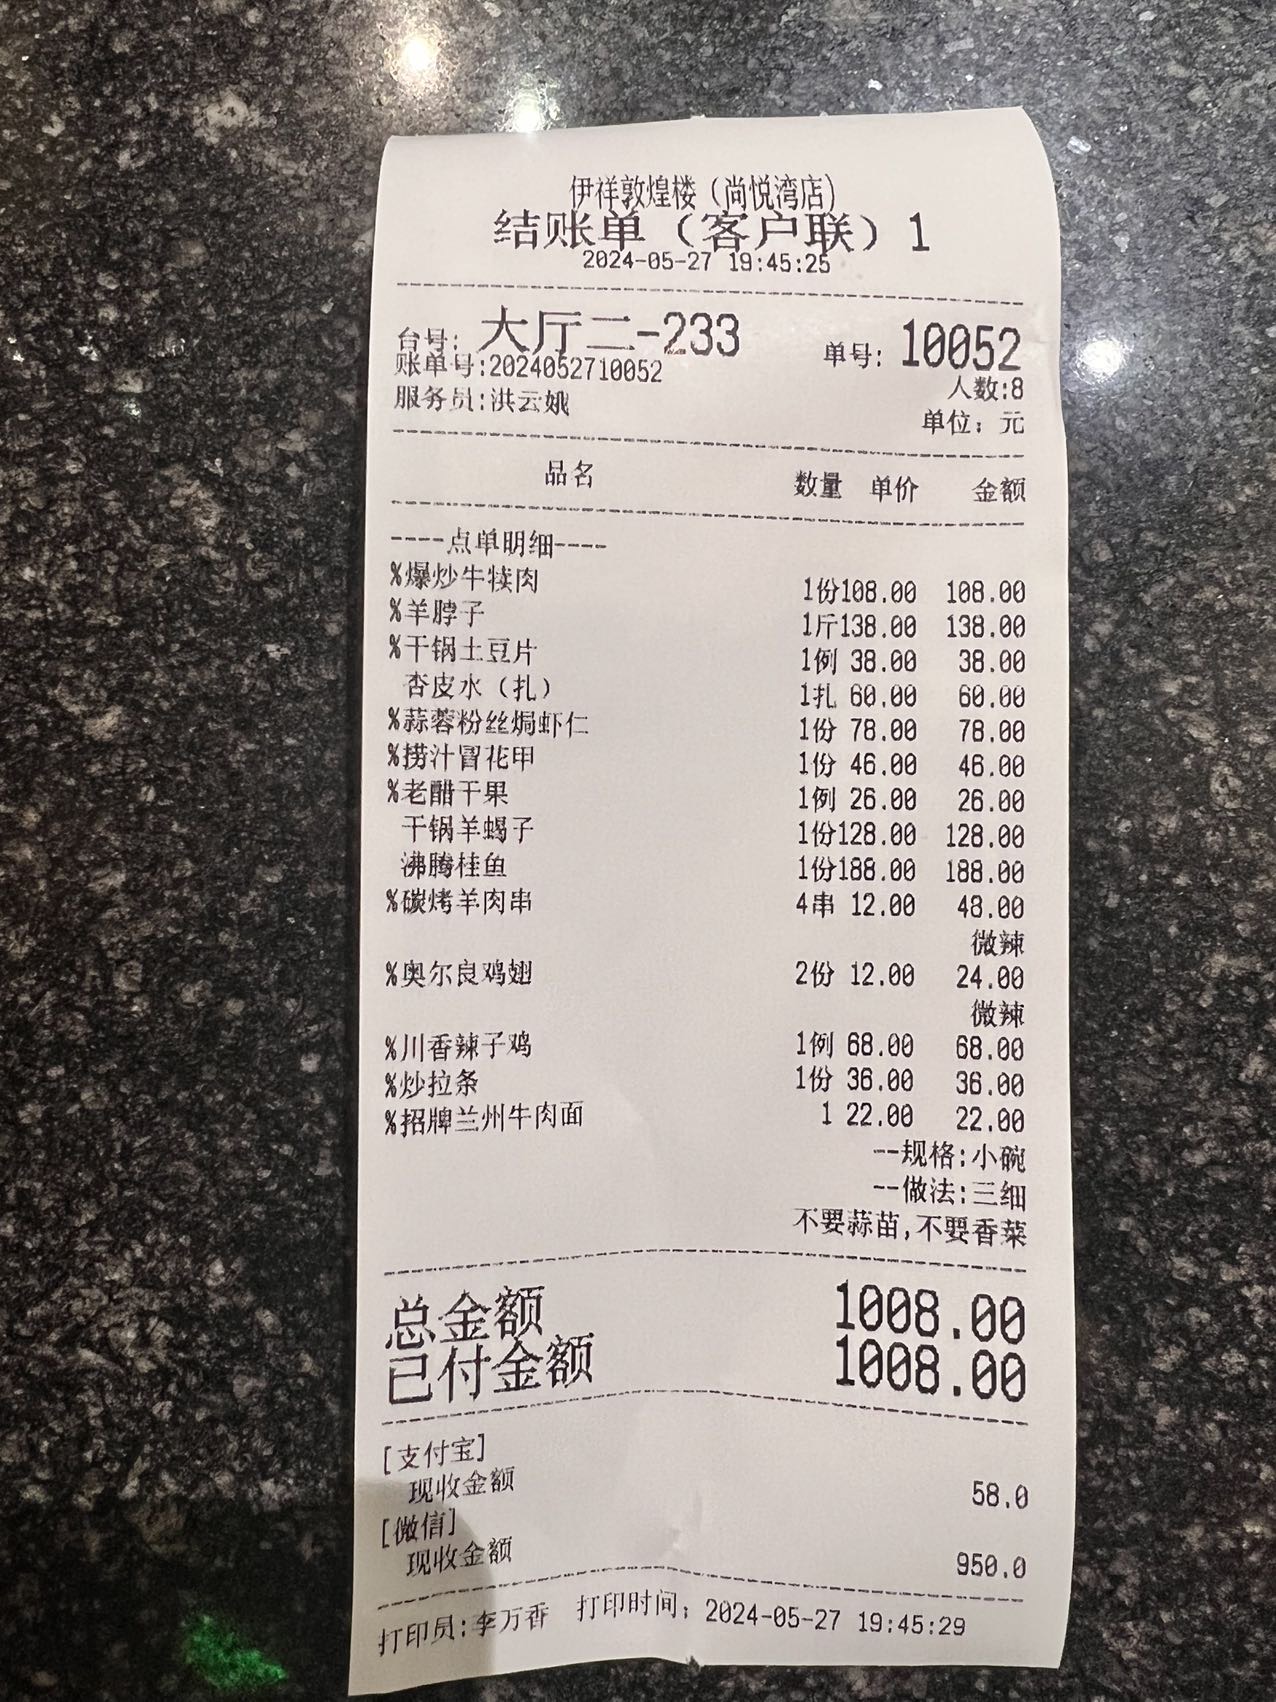 伊祥敦煌楼（尚悦湾店）
结账单（客户联）1
2024-05-27 19:45:25
台号: 大厅二-233 单号: 10052
账单号:2024052710052 人数:8
服务员:洪云娥 单位: 元
品名 数量 单价 金额
----点单明细----
%爆炒牛犊肉 1份108.00 108.00
%羊脖子 1斤138.00 138.00
%干锅土豆片 1例 38.00 38.00
杏皮水（扎） 1扎 60.00 60.00
%蒜蓉粉丝焗虾仁 1份 78.00 78.00
%捞汁冒花甲 1份 46.00 46.00
%老醋干果 1例 26.00 26.00
干锅羊蝎子 1份128.00 128.00
沸腾桂鱼 1份188.00 188.00
%碳烤羊肉串 4串 12.00 48.00
微辣
%奥尔良鸡翅 2份 12.00 24.00
微辣
%川香辣子鸡 1例 68.00 68.00
%炒拉条 1份 36.00 36.00
%招牌兰州牛肉面 1 22.00 22.00
--规格:小碗
--做法:三细
不要蒜苗,不要香菜
总金额 1008.00
已付金额 1008.00
[支付宝]
现收金额 58.0
[微信]
现收金额 950.0
打印员:李万香 打印时间: 2024-05-27 19:45:29